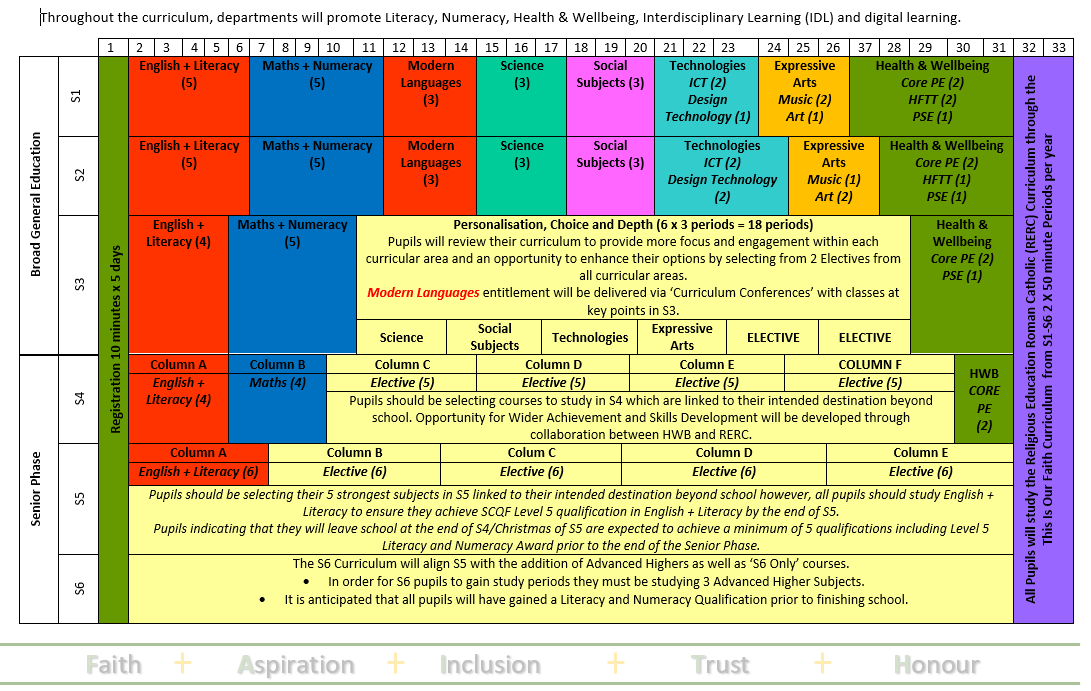 Throughout the curriculum, departments will promote Literacy, Numeracy, Health & Wellbeing, Interdisciplinary Learning (IDL) and digital learning.
1 2 3 4 5 6 7 8 9 10 11 12 13 14 15 16 17 18 19 20 21 22 23 24 25 26 37 28 29 30 31 32 33
Broad General Education
Registration 10 minutes x 5 days
S1
English + Literacy
(5)
Maths + Numeracy
(5)
Modern
Languages
(3)
Science
(3)
Social
Subjects (3)
Technologies
ICT (2)
Design
Technology (1)
Expressive
Arts
Music (2)
Art (1)
Health & Wellbeing
Core PE (2)
HFTT (2)
PSE (1)
All Pupils will study the Religious Education Roman Catholic (RERC) Curriculum through the
This is Our Faith Curriculum from S1-S6 2 X 50 minute Periods per year
S2
English + Literacy
(5)
Maths + Numeracy
(5)
Modern
Languages
(3)
Science
(3)
Social
Subjects (3)
Technologies
ICT (2)
Design Technology
(2)
Expressive
Arts
Music (1)
Art (2)
Health & Wellbeing
Core PE (2)
HFTT (1)
PSE (1)
S3
English +
Literacy (4)
Maths + Numeracy
(5)
Personalisation, Choice and Depth (6 x 3 periods = 18 periods)
Pupils will review their curriculum to provide more focus and engagement within each
curricular area and an opportunity to enhance their options by selecting from 2 Electives from
all curricular areas.
Modern Languages entitlement will be delivered via ‘Curriculum Conferences’ with classes at
key points in S3.
Science
Social
Subjects
Technologies
Expressive
Arts
ELECTIVE
ELECTIVE
Health &
Wellbeing
Core PE (2)
PSE (1)
Senior Phase
S4
Column A
English +
Literacy (4)
Column B
Maths (4)
Column C
Elective (5)
Column D
Elective (5)
Column E
Elective (5)
COLUMN F
Elective (5)
Pupils should be selecting courses to study in S4 which are linked to their intended destination beyond
school. Opportunity for Wider Achievement and Skills Development will be developed through
collaboration between HWB and RERC.
HWB
CORE
PE
(2)
S5
Column A
English + Literacy (6)
Column B
Elective (6)
Colum C
Elective (6)
Column D
Elective (6)
Column E
Elective (6)
Pupils should be selecting their 5 strongest subjects in S5 linked to their intended destination beyond school however, all pupils should study English +
Literacy to ensure they achieve SCQF Level 5 qualification in English + Literacy by the end of S5.
Pupils indicating that they will leave school at the end of S4/Christmas of S5 are expected to achieve a minimum of 5 qualifications including Level 5
Literacy and Numeracy Award prior to the end of the Senior Phase.
S6
The S6 Curriculum will align S5 with the addition of Advanced Highers as well as ‘S6 Only’ courses.
• In order for S6 pupils to gain study periods they must be studying 3 Advanced Higher Subjects.
• It is anticipated that all pupils will have gained a Literacy and Numeracy Qualification prior to finishing school.
Faith + Aspiration + Inclusion + Trust + Honour